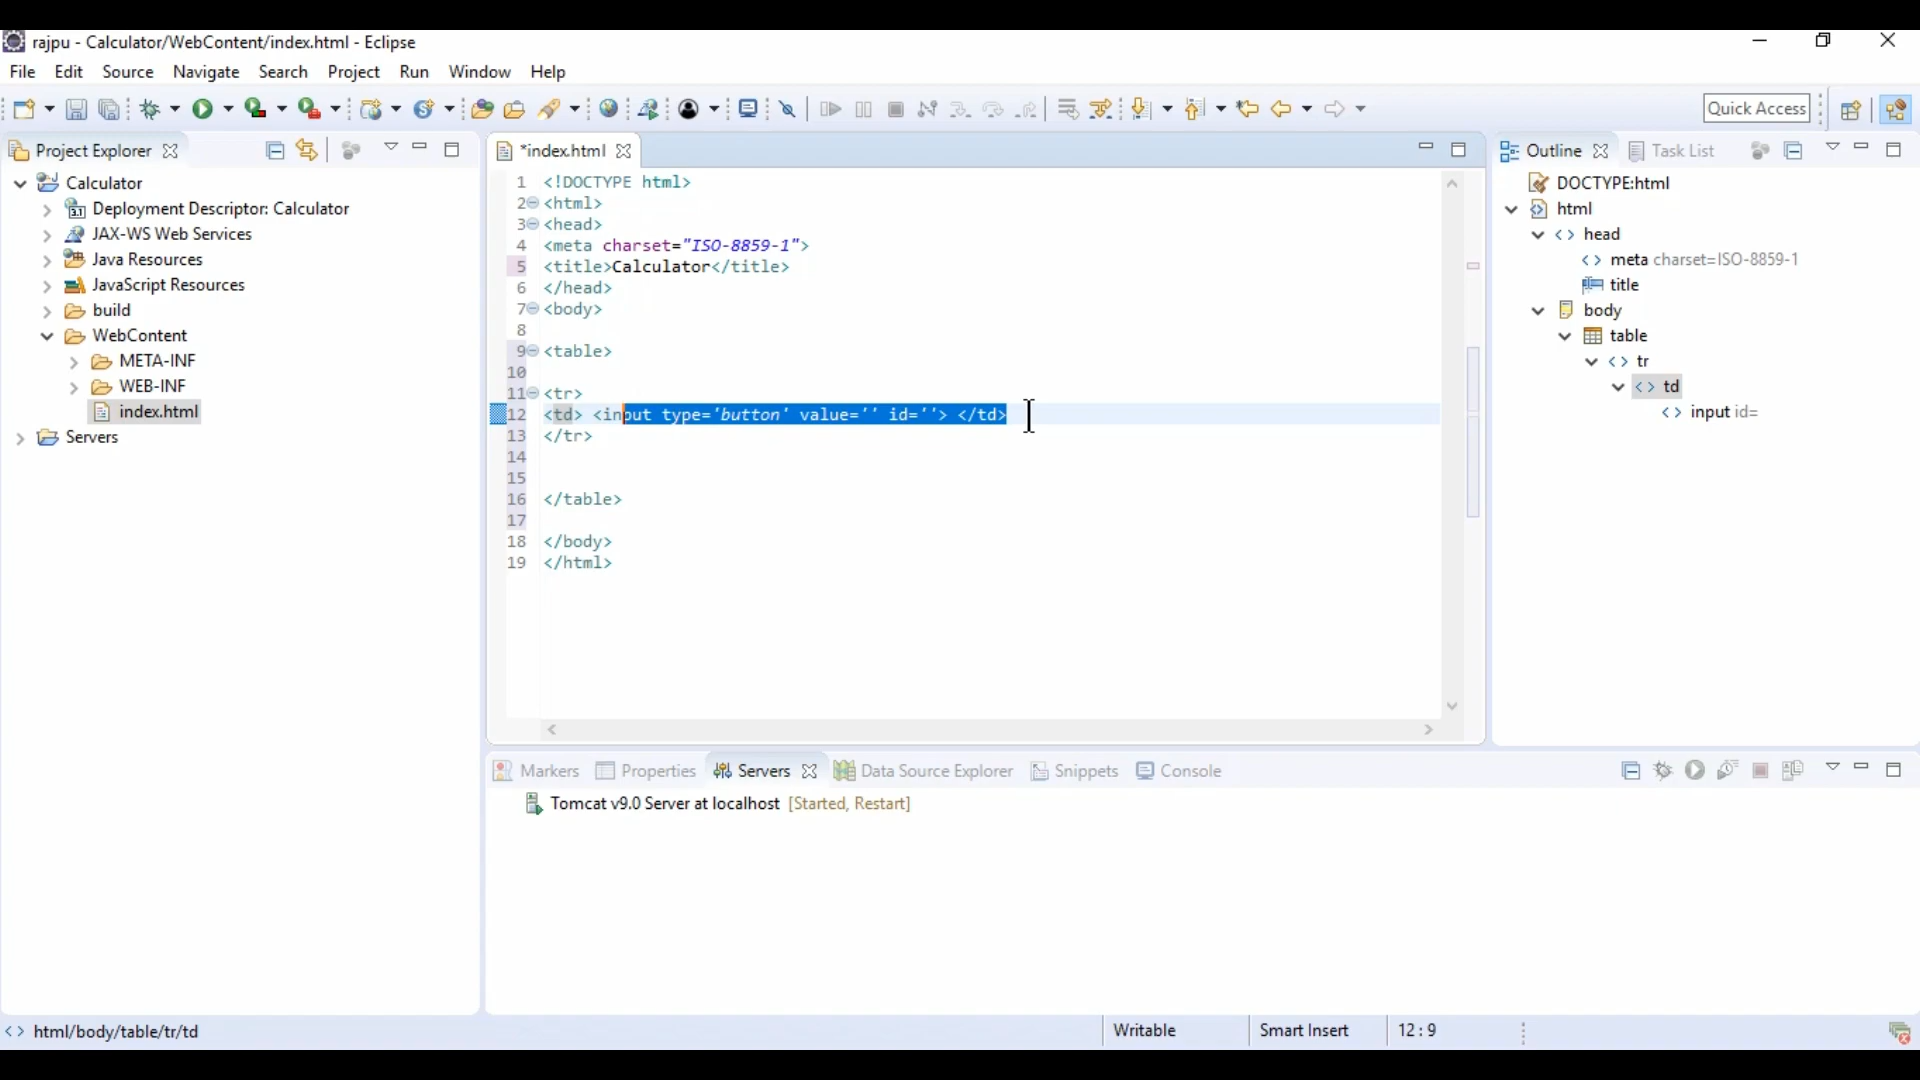 rajpu - Calculator/WebContent/index.html - Eclipse
File Edit Source Navigate Search Project Run Window Help
Quick Access
Project Explorer
Calculator
Deployment Descriptor: Calculator
3.1
JAX-WS Web Services
Java Resources
JavaScript Resources
build
WebContent
META-INF
WEB-INF
index.html
Servers
*index.html
1 <!DOCTYPE html>
2 <html>
3 <head>
4 <meta charset="ISO-8859-1">
5 <title>Calculator</title>
6 </head>
7 <body>
8
9 <table>
10
11 <tr>
12 <td> <input type='button' value='' id=''> </td>
13 </tr>
14
15
16 </table>
17
18 </body>
19 </html>
Outline Task List
DOCTYPE:html
html
head
meta charset=ISO-8859-1
title
body
table
tr
td
input id=
Markers Properties Servers Data Source Explorer Snippets Console
Tomcat v9.0 Server at localhost [Started, Restart]
html/body/table/tr/td
Writable
Smart Insert
12 : 9